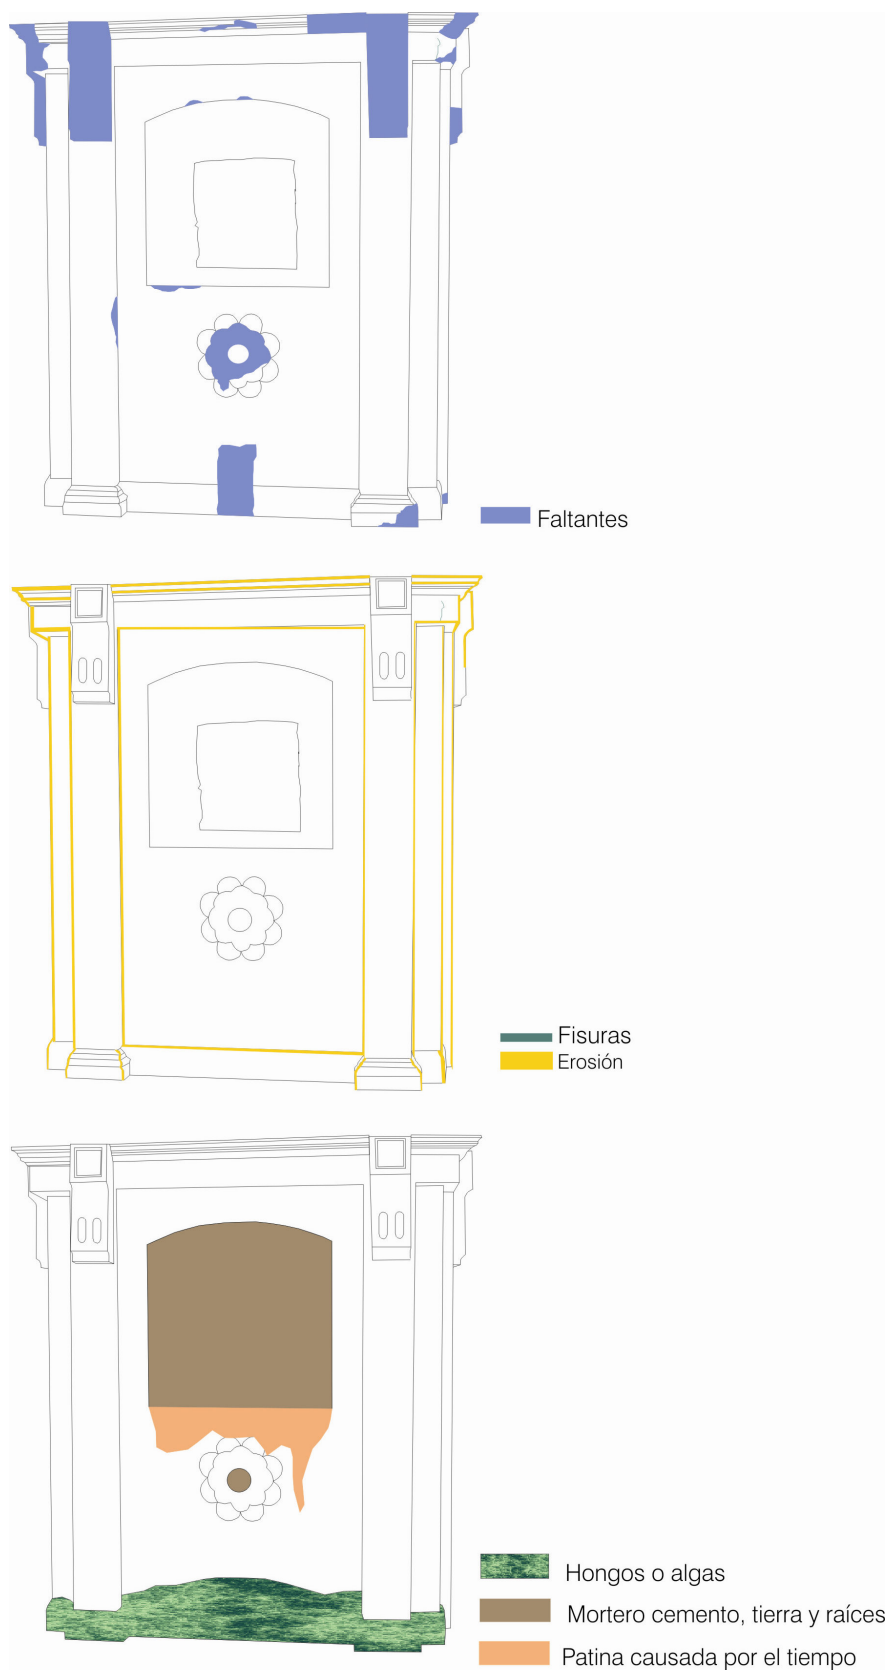 Faltantes
Fisuras
Erosión
Hongos o algas
Mortero cemento, tierra y raíces
Patina causada por el tiempo